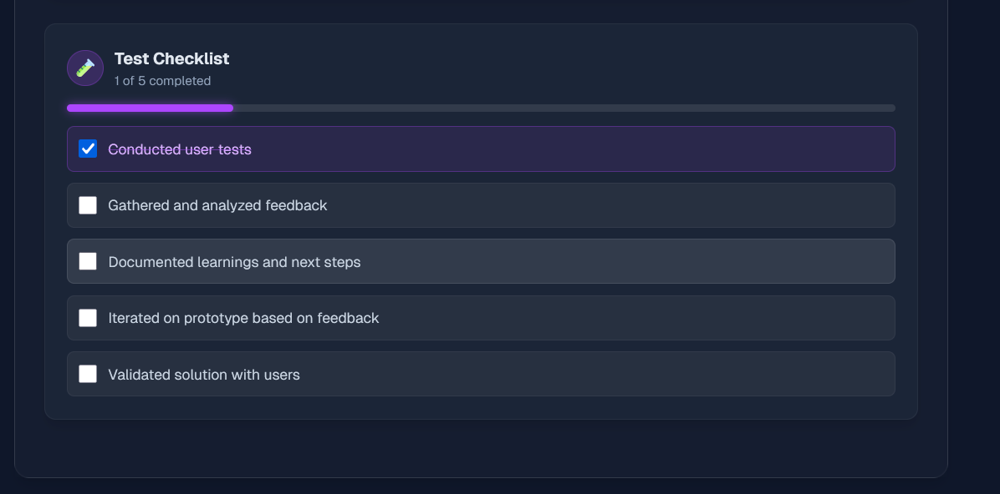 Test Checklist
1 of 5 completed
Conducted user tests
Gathered and analyzed feedback
Documented learnings and next steps
Iterated on prototype based on feedback
Validated solution with users